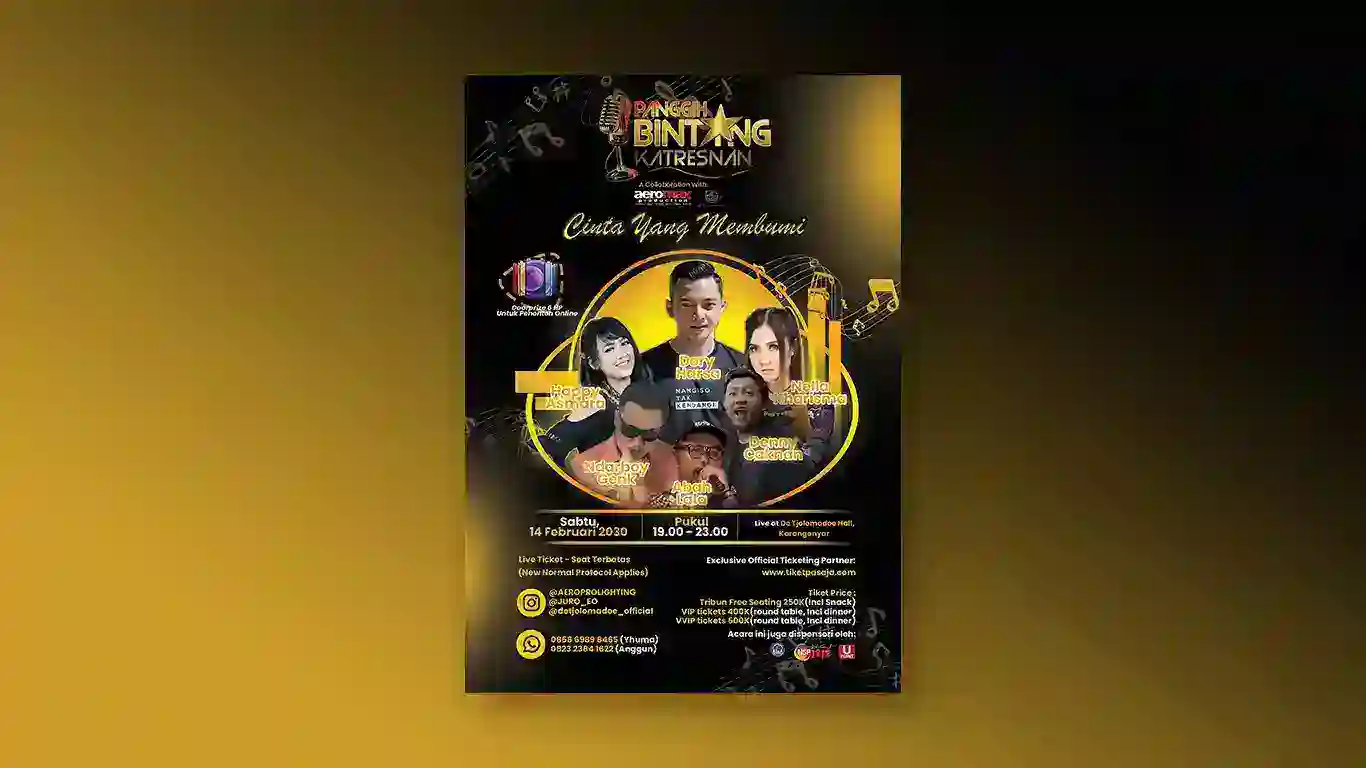 PANGGIH
BINTANG
KATRESNAN
A Collaboration With:
aeromax
production
Cinta Yang Membumi
Doorprize 6 HP
Untuk Penonton Online
Dory
Harsa
Happy
Asmara
Nella
Kharisma
NANGISO
TAK
KENDANGI
Denny
Caknan
Ndarboy
Genk
Abah
Lala
Sabtu,
14 Februari 2030
Pukul
19.00 - 23.00
Live at De Tjolomadoe Hall,
Karanganyar
Live Ticket - Seat Terbatas
(New Normal Protocol Applies)
@AEROPROLIGHTING
@JURO_EO
@detjolomadoe_official
0858 6989 8465 (Yhuma)
0823 2384 1622 (Anggun)
Exclusive Official Ticketing Partner:
www.tiketpasaja.com
Tiket Price :
Tribun Free Seating 250K(Incl Snack)
VIP tickets 400K(round table, Incl dinner)
VVIP tickets 500K(round table, Incl dinner)
Acara ini juga disponsori oleh:
NSP
U